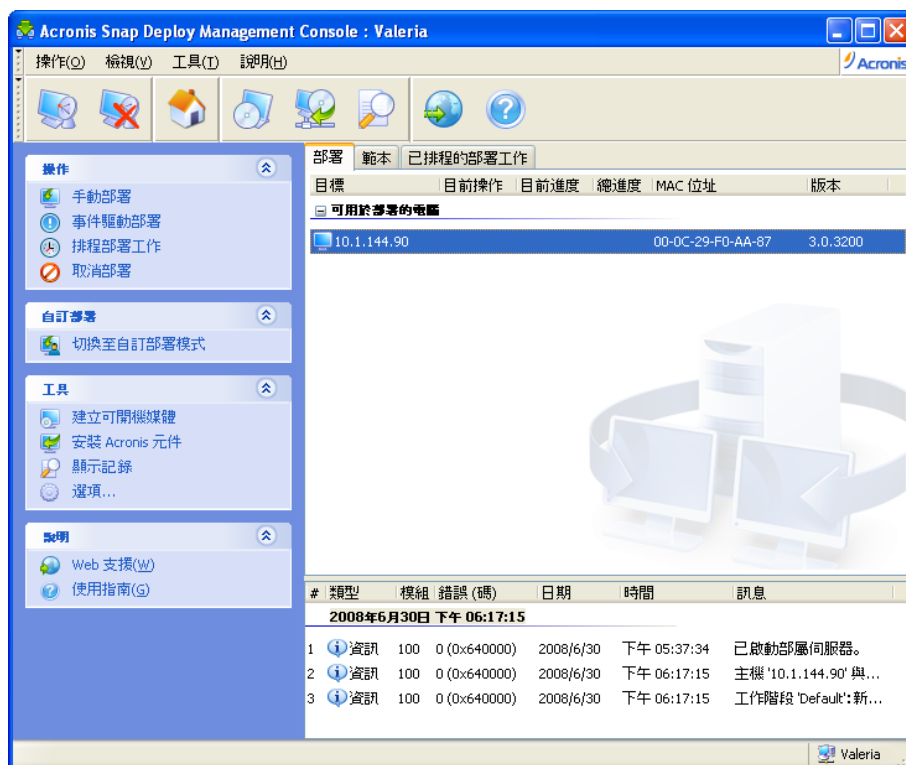 Acronis Snap Deploy Management Console : Valeria
操作(O) 檢視(V) 工具(T) 說明(H)
Acronis
操作
手動部署
事件驅動部署
排程部署工作
取消部署
自訂部署
切換至自訂部署模式
工具
建立可開機媒體
安裝 Acronis 元件
顯示記錄
選項...
說明
Web 支援(W)
使用指南(G)
部署 範本 已排程的部署工作
目標 目前操作 目前進度 總進度 MAC 位址 版本
可用於部署的電腦
10.1.144.90 00-0C-29-F0-AA-87 3.0.3200
# 類型 模組 錯誤 (碼) 日期 時間 訊息
2008年6月30日 下午 06:17:15
1 資訊 100 0 (0x640000) 2008/6/30 下午 05:37:34 已啟動部屬伺服器。
2 資訊 100 0 (0x640000) 2008/6/30 下午 06:17:15 主機 '10.1.144.90' 與...
3 資訊 100 0 (0x640000) 2008/6/30 下午 06:17:15 工作階段 'Default':新...
Valeria